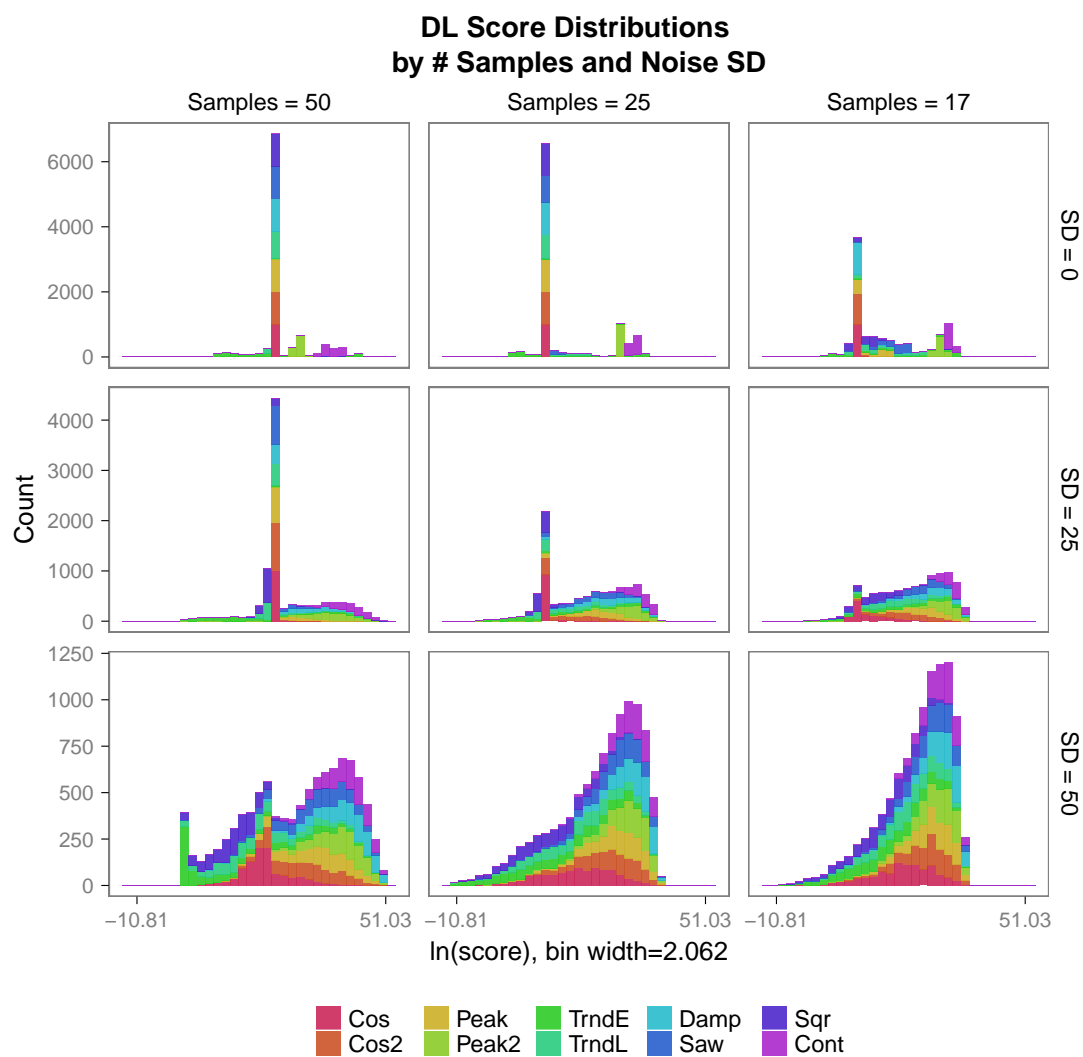 DL Score Distributions
by # Samples and Noise SD
Samples = 50 Samples = 25 Samples = 17
6000
4000
2000
0
SD = 0
4000
3000
2000
1000
0
SD = 25
1250
1000
750
500
250
0
SD = 50
Count
−10.81 51.03 −10.81 51.03 −10.81 51.03
ln(score), bin width=2.062
Cos Peak TrndE Damp Sqr
Cos2 Peak2 TrndL Saw Cont